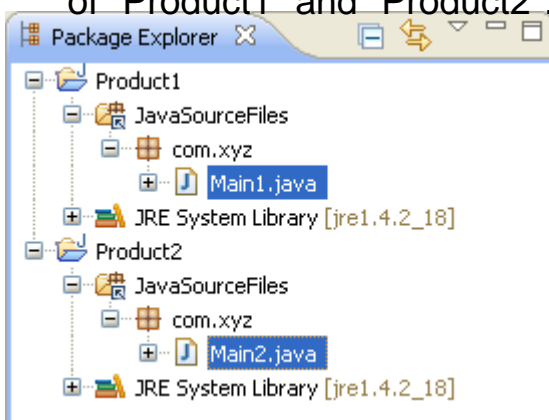 of Product1 and Product2.
Package Explorer
Product1
JavaSourceFiles
com.xyz
Main1.java
JRE System Library [jre1.4.2_18]
Product2
JavaSourceFiles
com.xyz
Main2.java
JRE System Library [jre1.4.2_18]